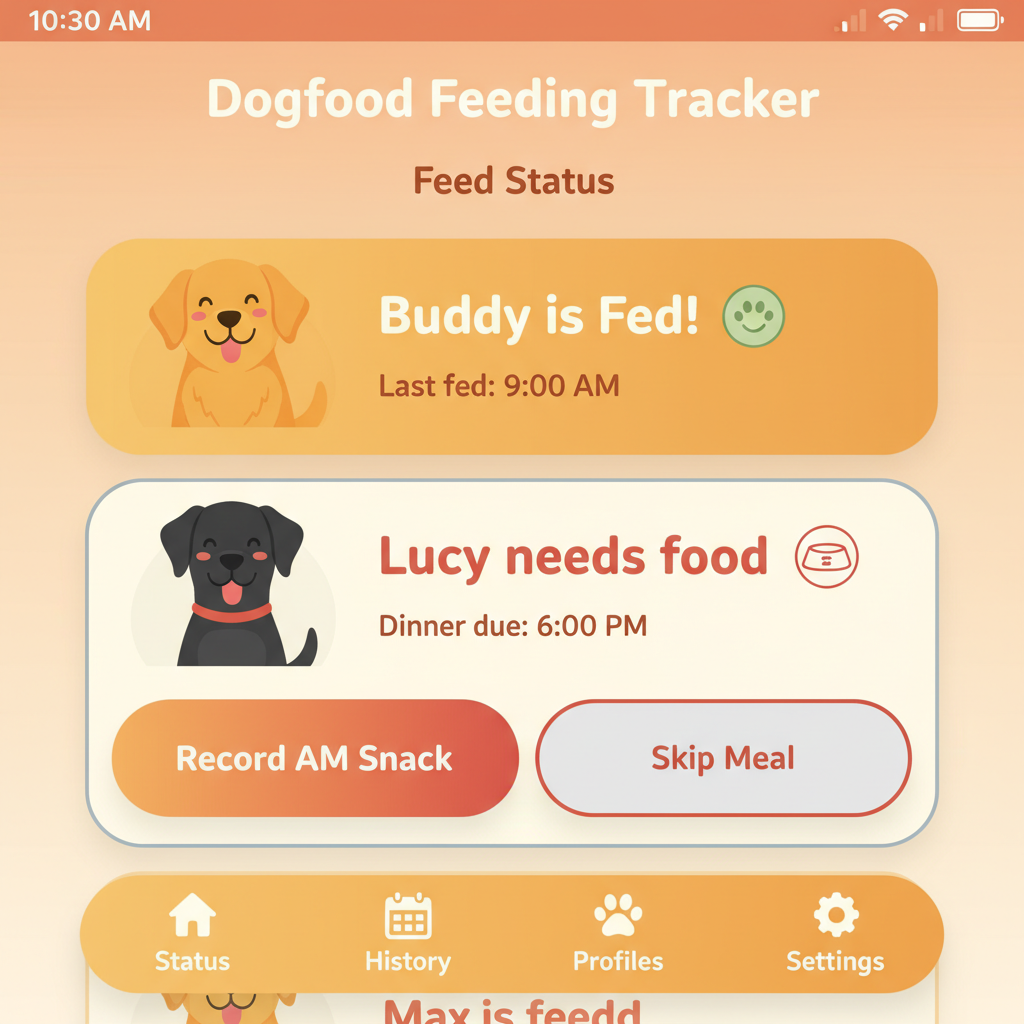 10:30 AM
Dogfood Feeding Tracker
Feed Status
Buddy is Fed!
Last fed: 9:00 AM
Lucy needs food
Dinner due: 6:00 PM
Record AM Snack
Skip Meal
Status
History
Profiles
Settings
Max is feedd